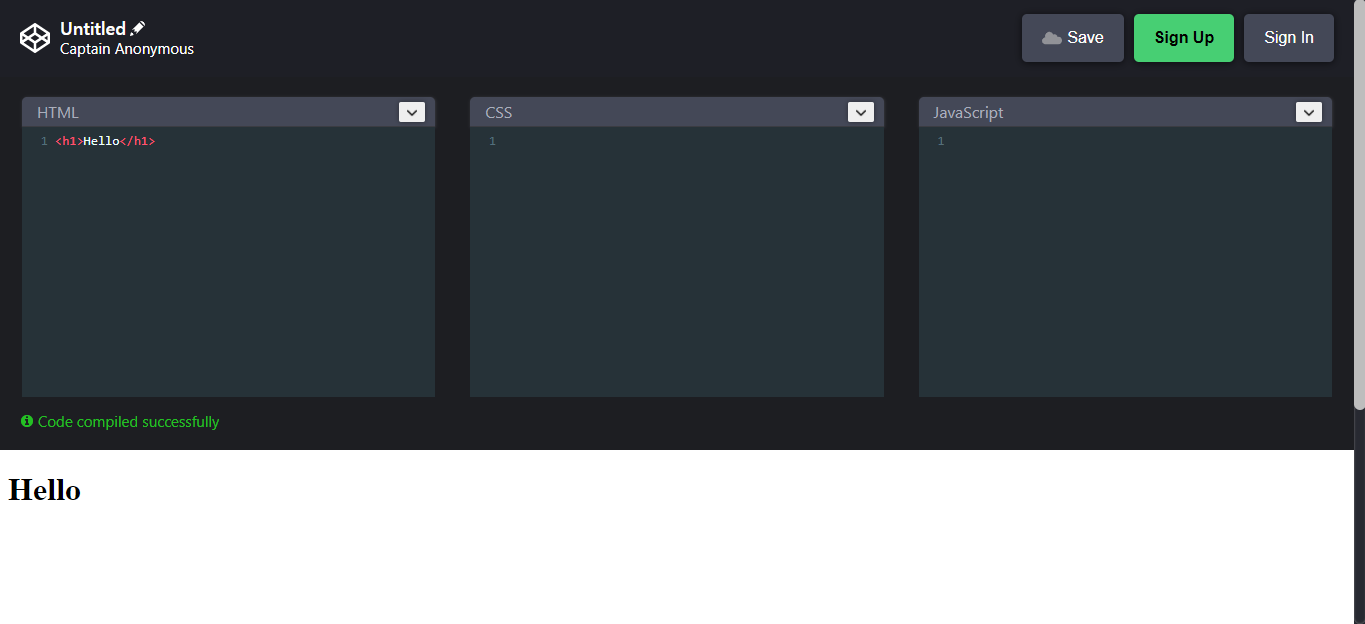 Untitled
Captain Anonymous
Save
Sign Up
Sign In
HTML
1 <h1>Hello</h1>
CSS
1
JavaScript
1
Code compiled successfully
Hello